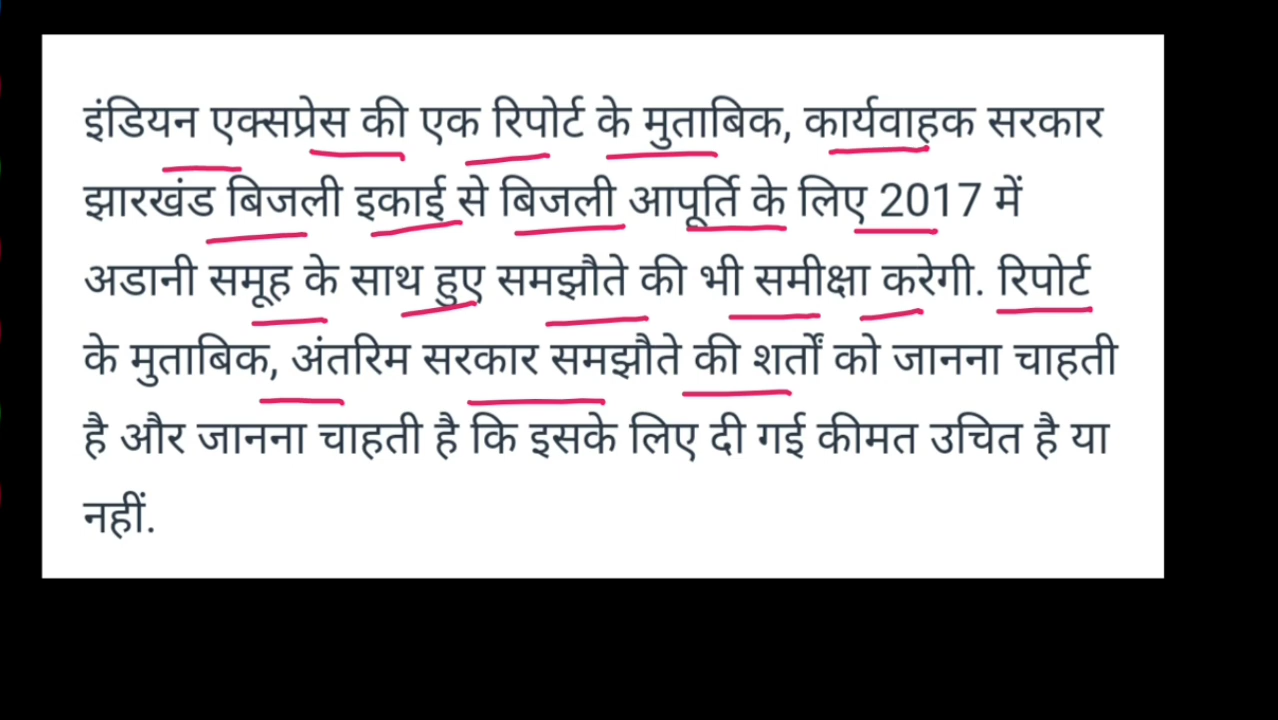 इंडियन एक्सप्रेस की एक रिपोर्ट के मुताबिक, कार्यवाहक सरकार
झारखंड बिजली इकाई से बिजली आपूर्ति के लिए 2017 में
अडानी समूह के साथ हुए समझौते की भी समीक्षा करेगी. रिपोर्ट
के मुताबिक, अंतरिम सरकार समझौते की शर्तों को जानना चाहती
है और जानना चाहती है कि इसके लिए दी गई कीमत उचित है या
नहीं.